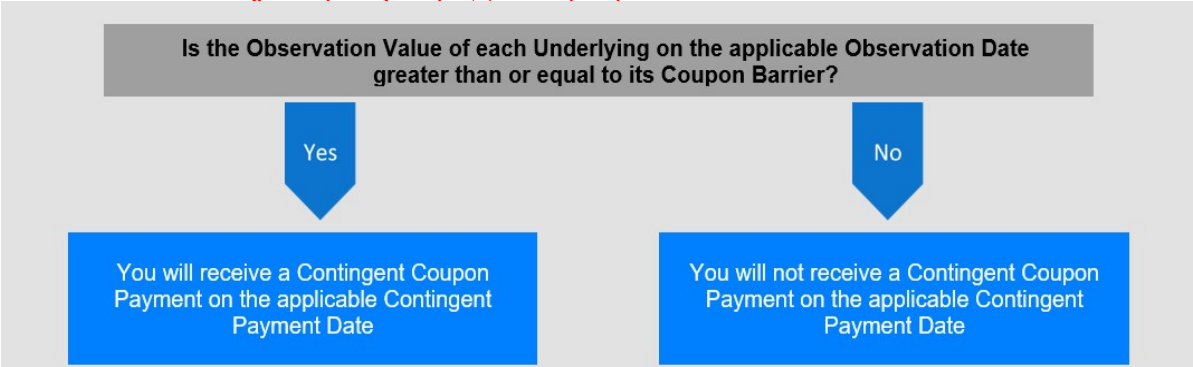 Is the Observation Value of each Underlying on the applicable Observation Date
greater than or equal to its Coupon Barrier?
Yes
No
You will receive a Contingent Coupon
Payment on the applicable Contingent
Payment Date
You will not receive a Contingent Coupon
Payment on the applicable Contingent
Payment Date